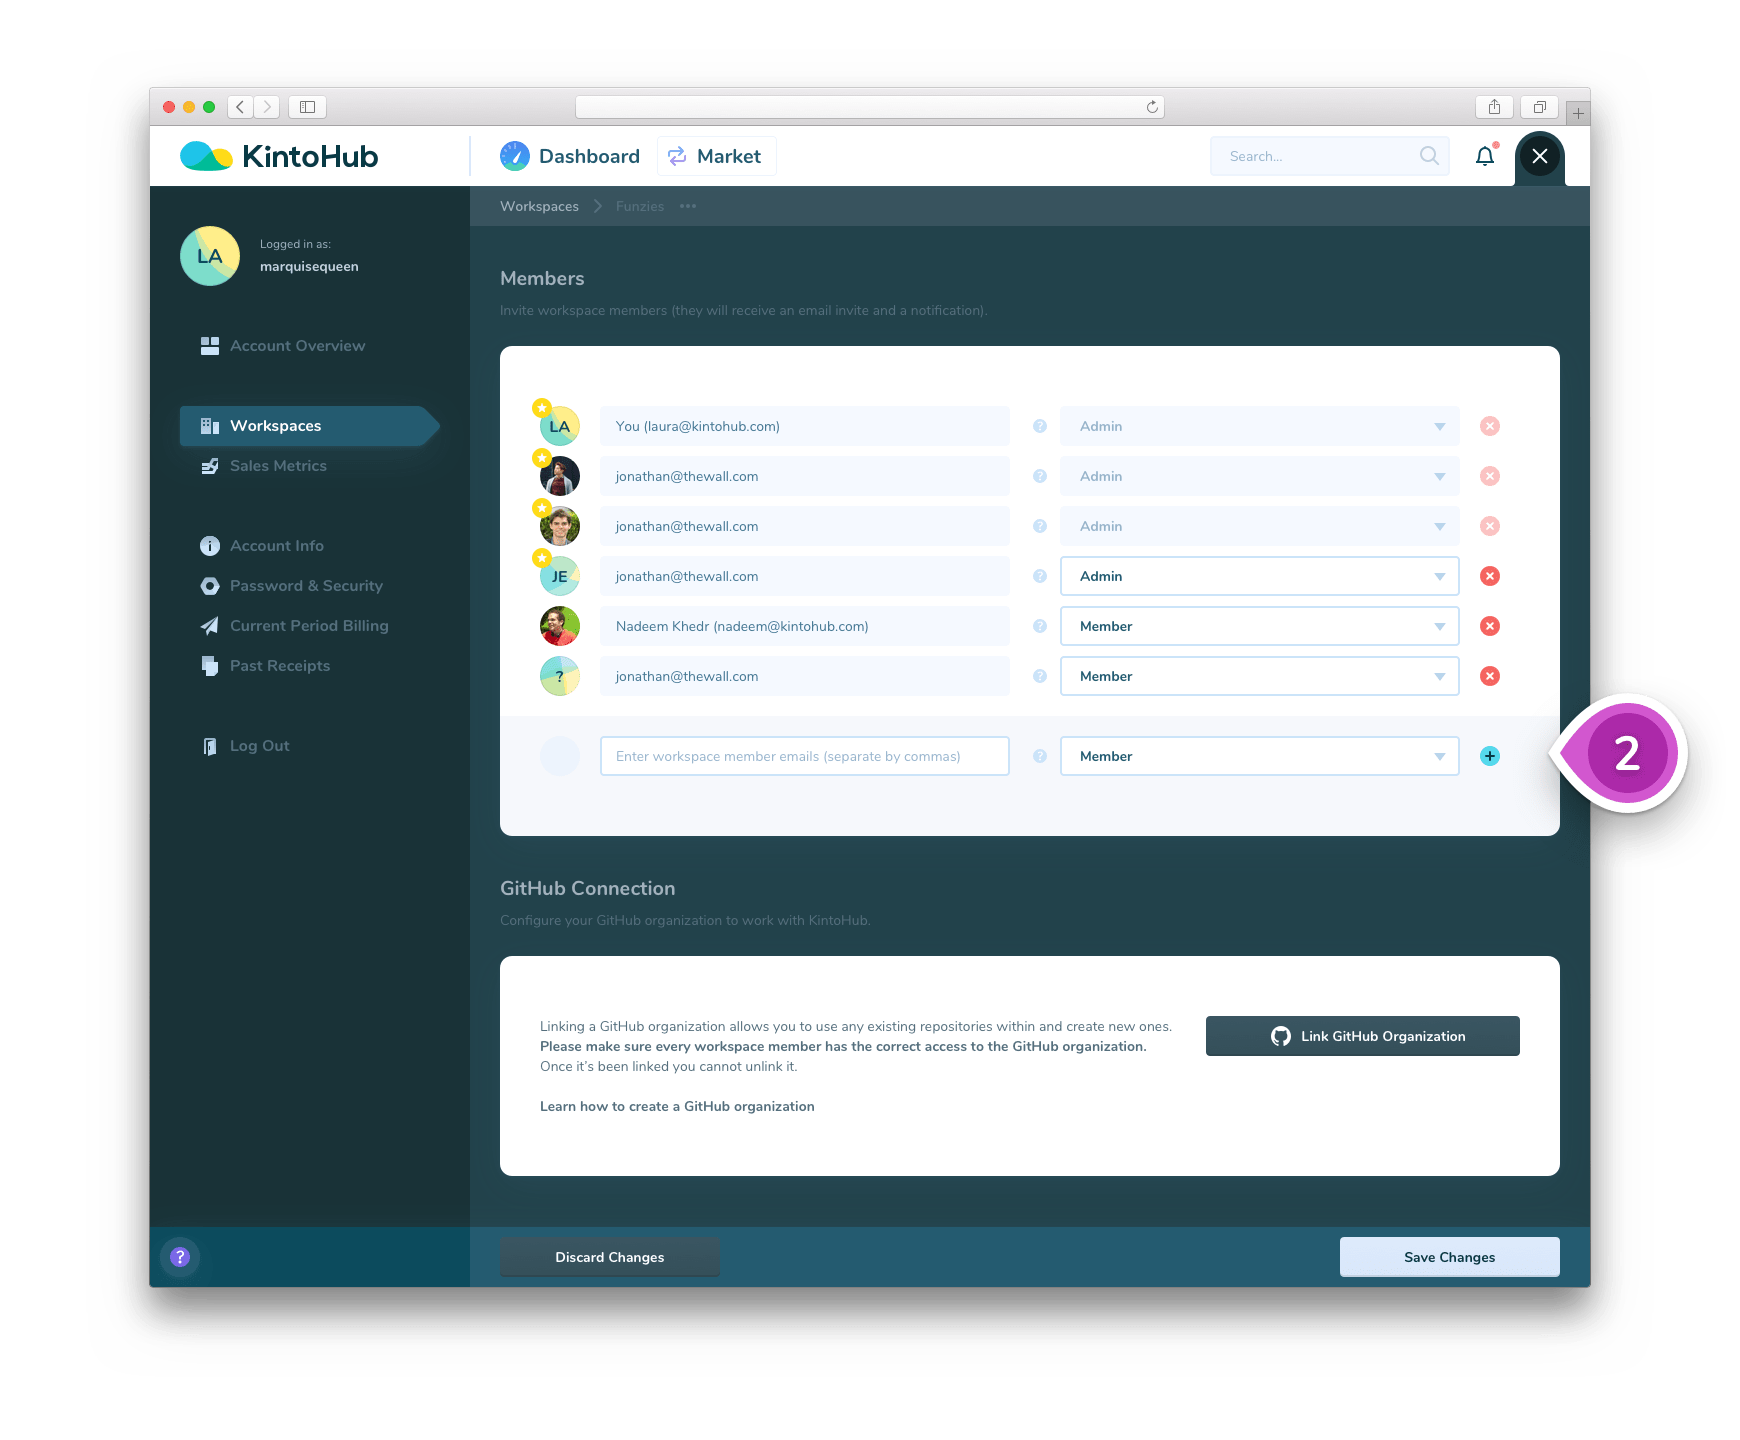 KintoHub
Dashboard
Market
Search...
Workspaces
Funzies
LA
Logged in as:
marquisequeen
Account Overview
Workspaces
Sales Metrics
Account Info
Password & Security
Current Period Billing
Past Receipts
Log Out
Members
Invite workspace members (they will receive an email invite and a notification).
LA You (laura@kintohub.com) ? Admin
jonathan@thewall.com ? Admin
jonathan@thewall.com ? Admin
JE jonathan@thewall.com ? Admin
Nadeem Khedr (nadeem@kintohub.com) ? Member
? jonathan@thewall.com ? Member
Enter workspace member emails (separate by commas) ? Member
2
GitHub Connection
Configure your GitHub organization to work with KintoHub.
Linking a GitHub organization allows you to use any existing repositories within and create new ones.
Please make sure every workspace member has the correct access to the GitHub organization.
Once it's been linked you cannot unlink it.
Learn how to create a GitHub organization
Link GitHub Organization
?
Discard Changes
Save Changes